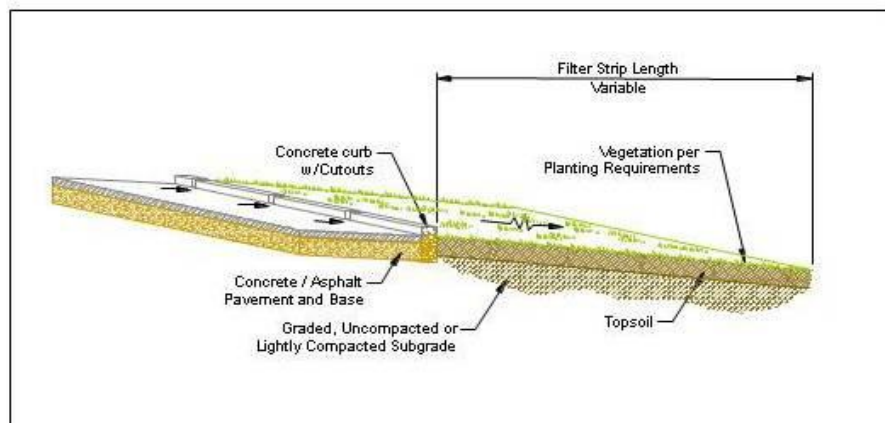 Filter Strip Length
Variable
Concrete curb
w/Cutouts
Vegetation per
Planting Requirements
Concrete / Asphalt
Pavement and Base
Graded, Uncompacted or
Lightly Compacted Subgrade
Topsoil